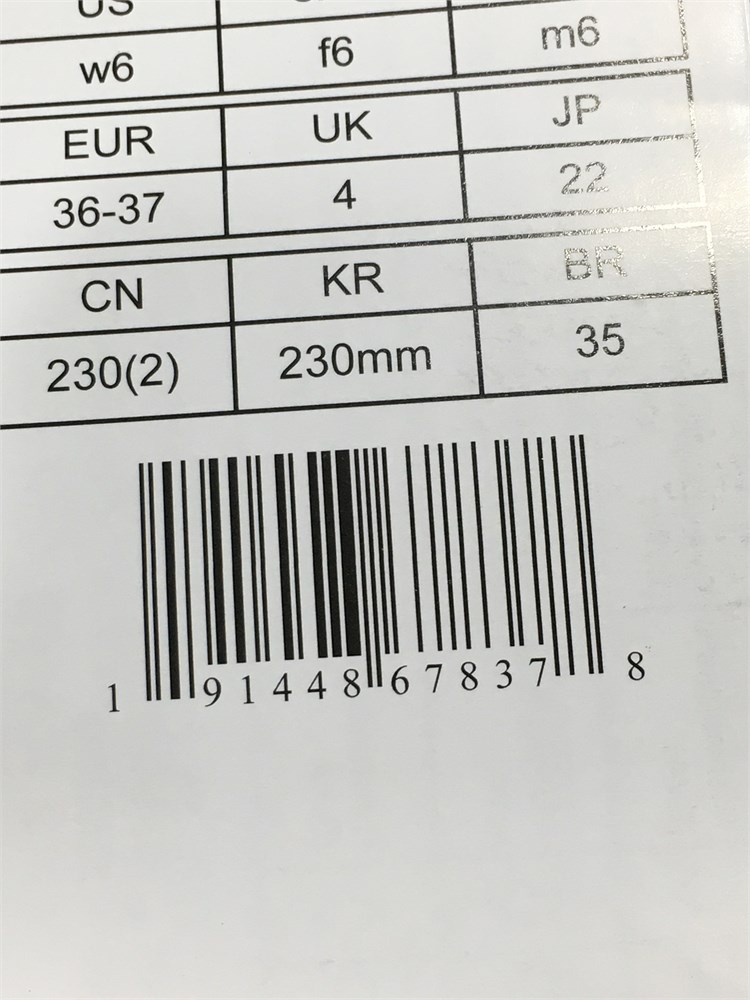 US
w6 f6 m6
EUR UK JP
36-37 4 22
CN KR BR
230(2) 230mm 35
1 91448 67837 8